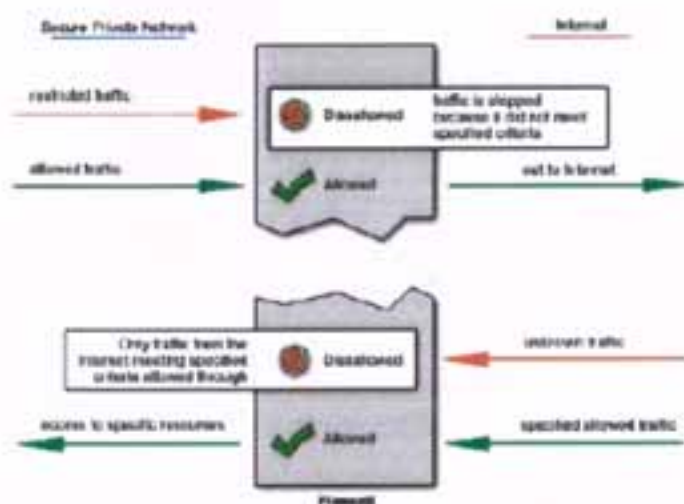 Secure Private Network
Internet
restricted traffic
Disallowed
traffic is stopped
because it did not meet
specified criteria
allowed traffic
Allowed
out to Internet
Only traffic from the
Internet meeting specified
criteria allowed through
Disallowed
unknown traffic
access to specific resources
Allowed
specified allowed traffic
Firewall